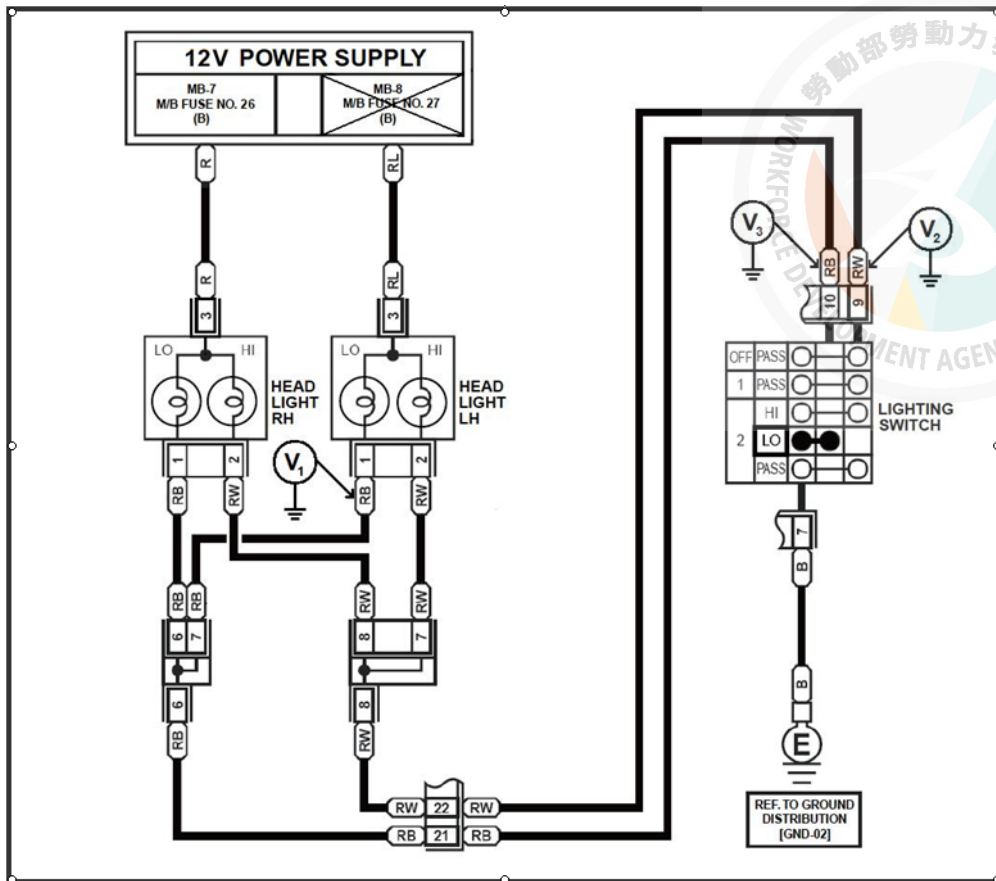 12V POWER SUPPLY
MB-7
M/B FUSE NO. 26
(B)
MB-8
M/B FUSE NO. 27
(B)
R
RL
R
RL
3
3
LO
HI
HEAD
LIGHT
RH
LO
HI
HEAD
LIGHT
LH
1
2
1
2
RB
RW
V1
RB
RW
RB
RB
RW
RW
6
7
8
7
6
8
RB
RW
RW
22
RW
RB
21
RB
V3
V2
RB
RW
10
9
OFF
PASS
1
PASS
HI
2
LO
PASS
LIGHTING
SWITCH
7
B
B
E
REF. TO GROUND
DISTRIBUTION
[GND-02]
勞動部勞動力
WORKFORCE DEVELOPMENT